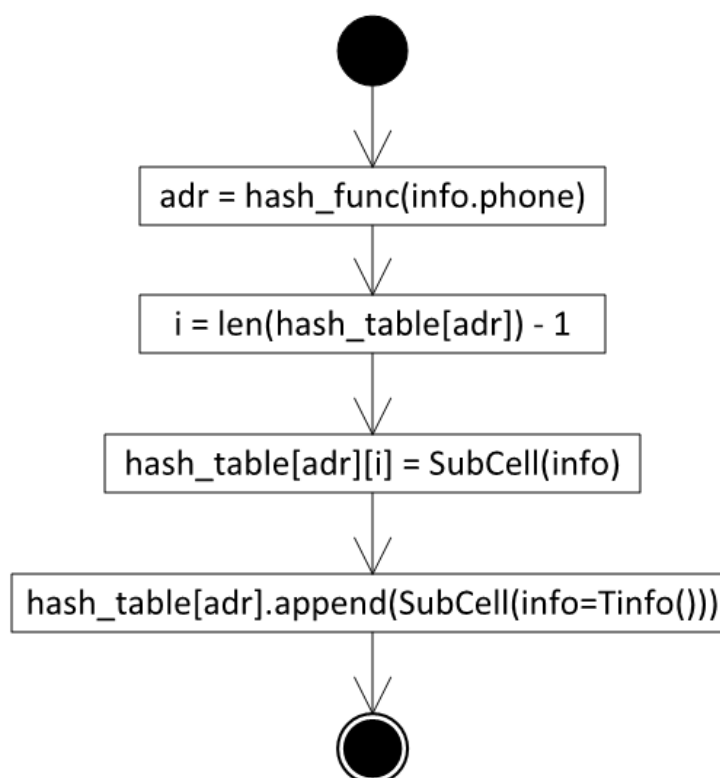 adr = hash_func(info.phone)
i = len(hash_table[adr]) - 1
hash_table[adr][i] = SubCell(info)
hash_table[adr].append(SubCell(info=Tinfo()))